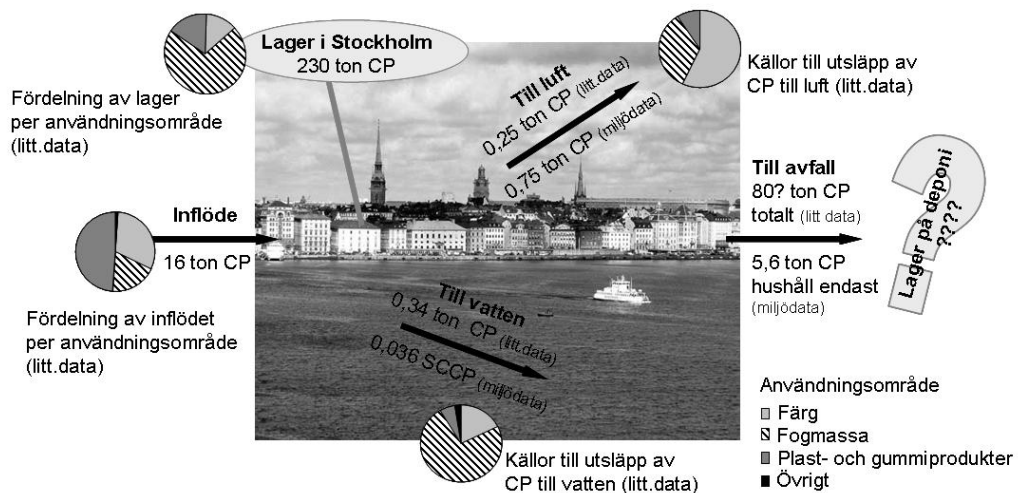 Lager i Stockholm
230 ton CP
Fördelning av lager
per användningsområde
(litt.data)
Till luft
0,25 ton CP (litt.data)
0,75 ton CP (miljödata)
Källor till utsläpp av
CP till luft (litt.data)
Inflöde
16 ton CP
Fördelning av inflödet
per användningsområde
(litt.data)
Till avfall
80? ton CP
totalt (litt data)
5,6 ton CP
hushåll endast
(miljödata)
Lager på deponi
????
Till vatten
0,34 ton CP (litt.data)
0,036 SCCP (miljödata)
Källor till utsläpp av
CP till vatten (litt.data)
Användningsområde
Färg
Fogmassa
Plast- och gummiprodukter
Övrigt